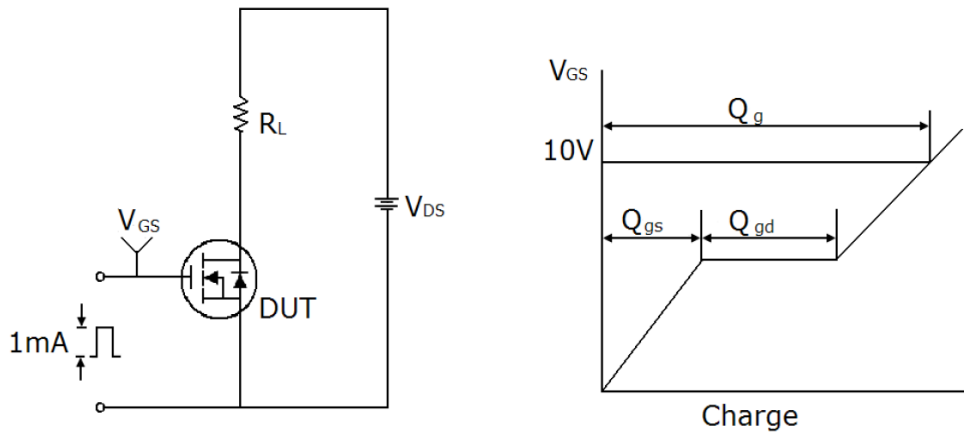 RL
VDS
VGS
DUT
1mA
VGS
Qg
10V
Qgs
Qgd
Charge